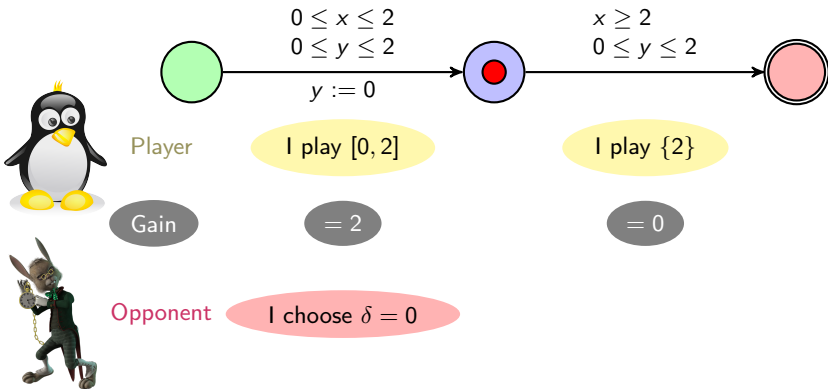 0 ≤ x ≤ 2
0 ≤ y ≤ 2
y := 0
x ≥ 2
0 ≤ y ≤ 2
Player
I play [0, 2]
I play {2}
Gain
= 2
= 0
Opponent
I choose δ = 0